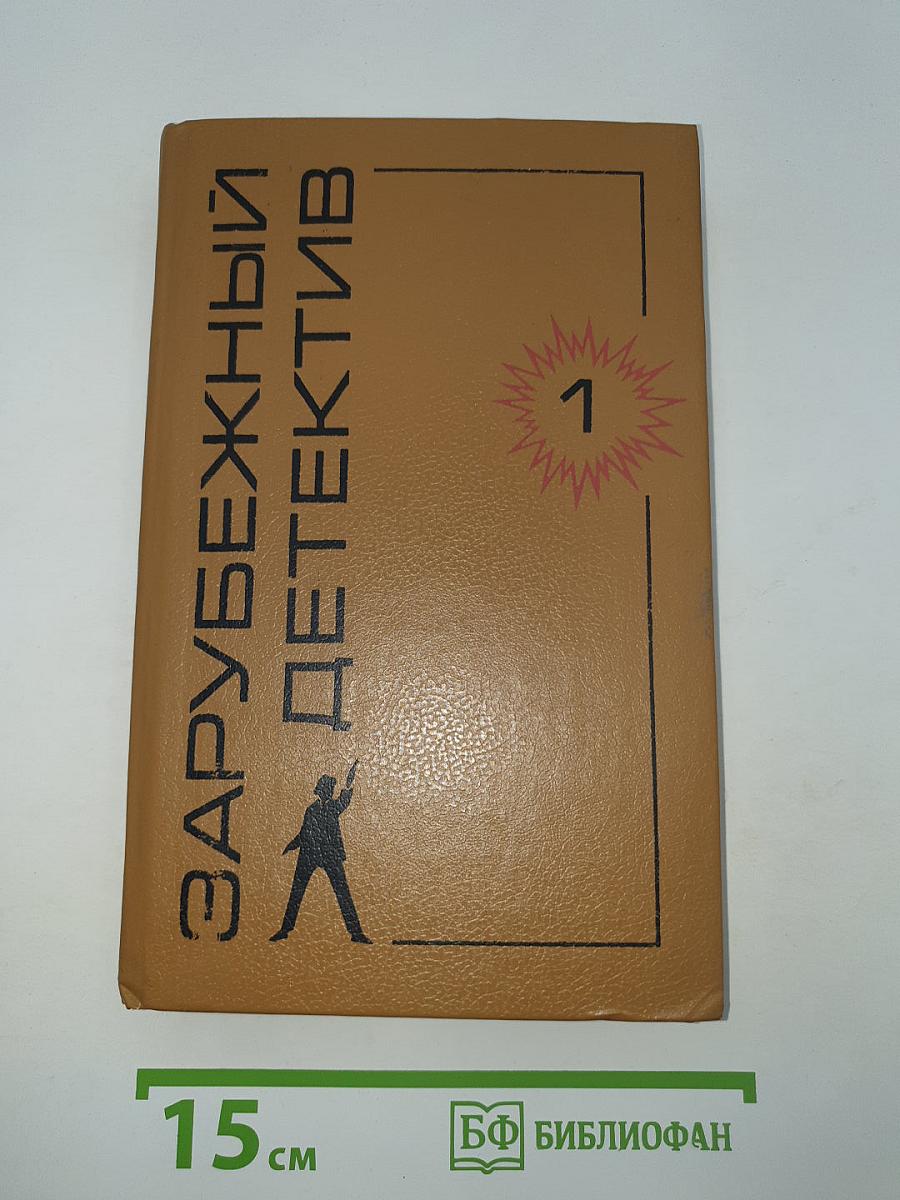 ЗАРУБЕЖНЫЙ
ДЕТЕКТИВ
1
15 см
БФ БИБЛИОФАН